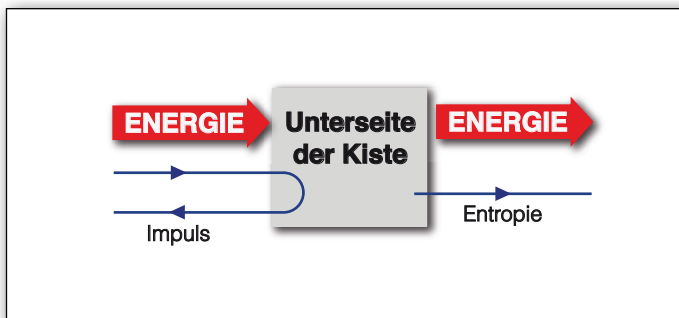 ENERGIE
Unterseite
der Kiste
ENERGIE
Impuls
Entropie